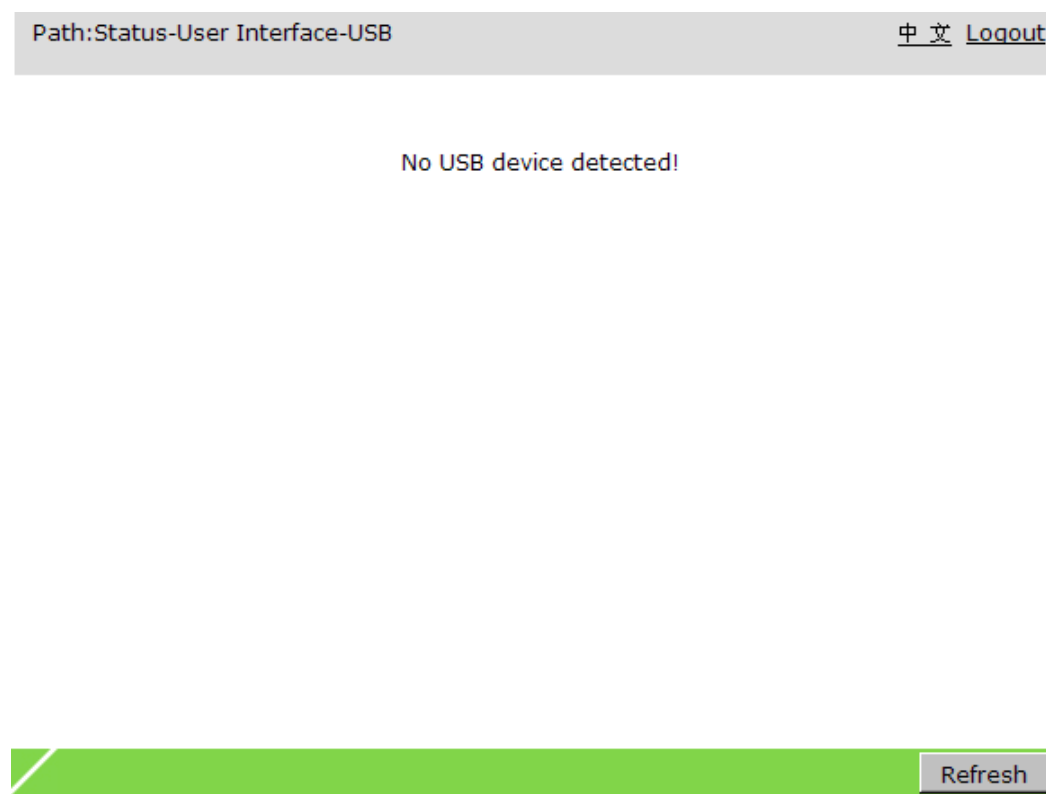 Path:Status-User Interface-USB 中 文 Logout
No USB device detected!
Refresh